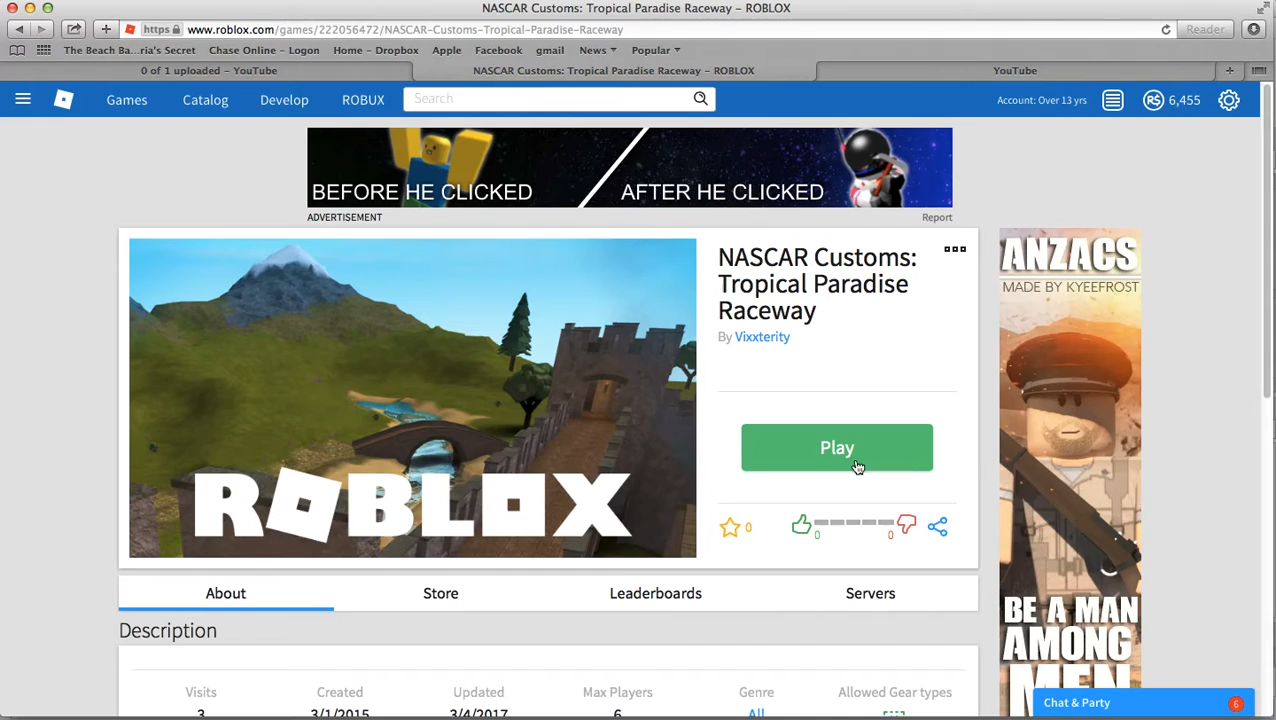 NASCAR Customs: Tropical Paradise Raceway – ROBLOX
https www.roblox.com/games/222056472/NASCAR-Customs-Tropical-Paradise-Raceway
Reader
The Beach Ba...ria's Secret Chase Online - Logon Home - Dropbox Apple Facebook gmail News Popular
0 of 1 uploaded – YouTube NASCAR Customs: Tropical Paradise Raceway – ROBLOX YouTube
Games Catalog Develop ROBUX Search Account: Over 13 yrs R$ 6,455
BEFORE HE CLICKED AFTER HE CLICKED
ADVERTISEMENT Report
NASCAR Customs:
Tropical Paradise
Raceway
By Vixxterity
Play
0 0 0
ROBLOX
ANZACS
MADE BY KYEEFROST
BE A MAN
AMONG
MEN
About Store Leaderboards Servers
Description
Visits Created Updated Max Players Genre Allowed Gear types
3 3/1/2015 3/4/2017 6 All
Chat & Party 6